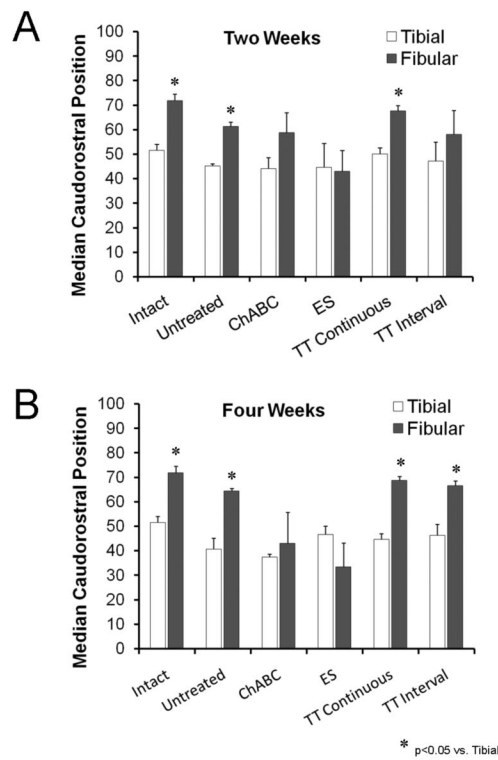 A
Two Weeks
Tibial
Fibular
Median Caudorostral Position
100
90
80
70
60
50
40
30
20
10
0
*
*
*
Intact
Untreated
ChABC
ES
TT Continuous
TT Interval
B
Four Weeks
Tibial
Fibular
Median Caudorostral Position
100
90
80
70
60
50
40
30
20
10
0
*
*
*
*
Intact
Untreated
ChABC
ES
TT Continuous
TT Interval
* p<0.05 vs. Tibial